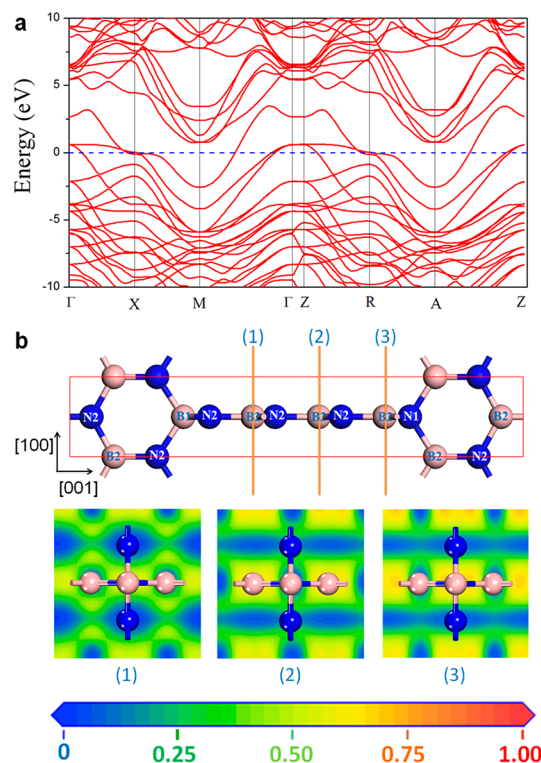 a
10
5
0
-5
-10
Energy (eV)
Γ X M Γ Z R A Z
b
(1) (2) (3)
N2 B1 N2 N2 N2 N1 B2
B2 N2 B2 N2
[100]
[001]
(1) (2) (3)
0 0.25 0.50 0.75 1.00